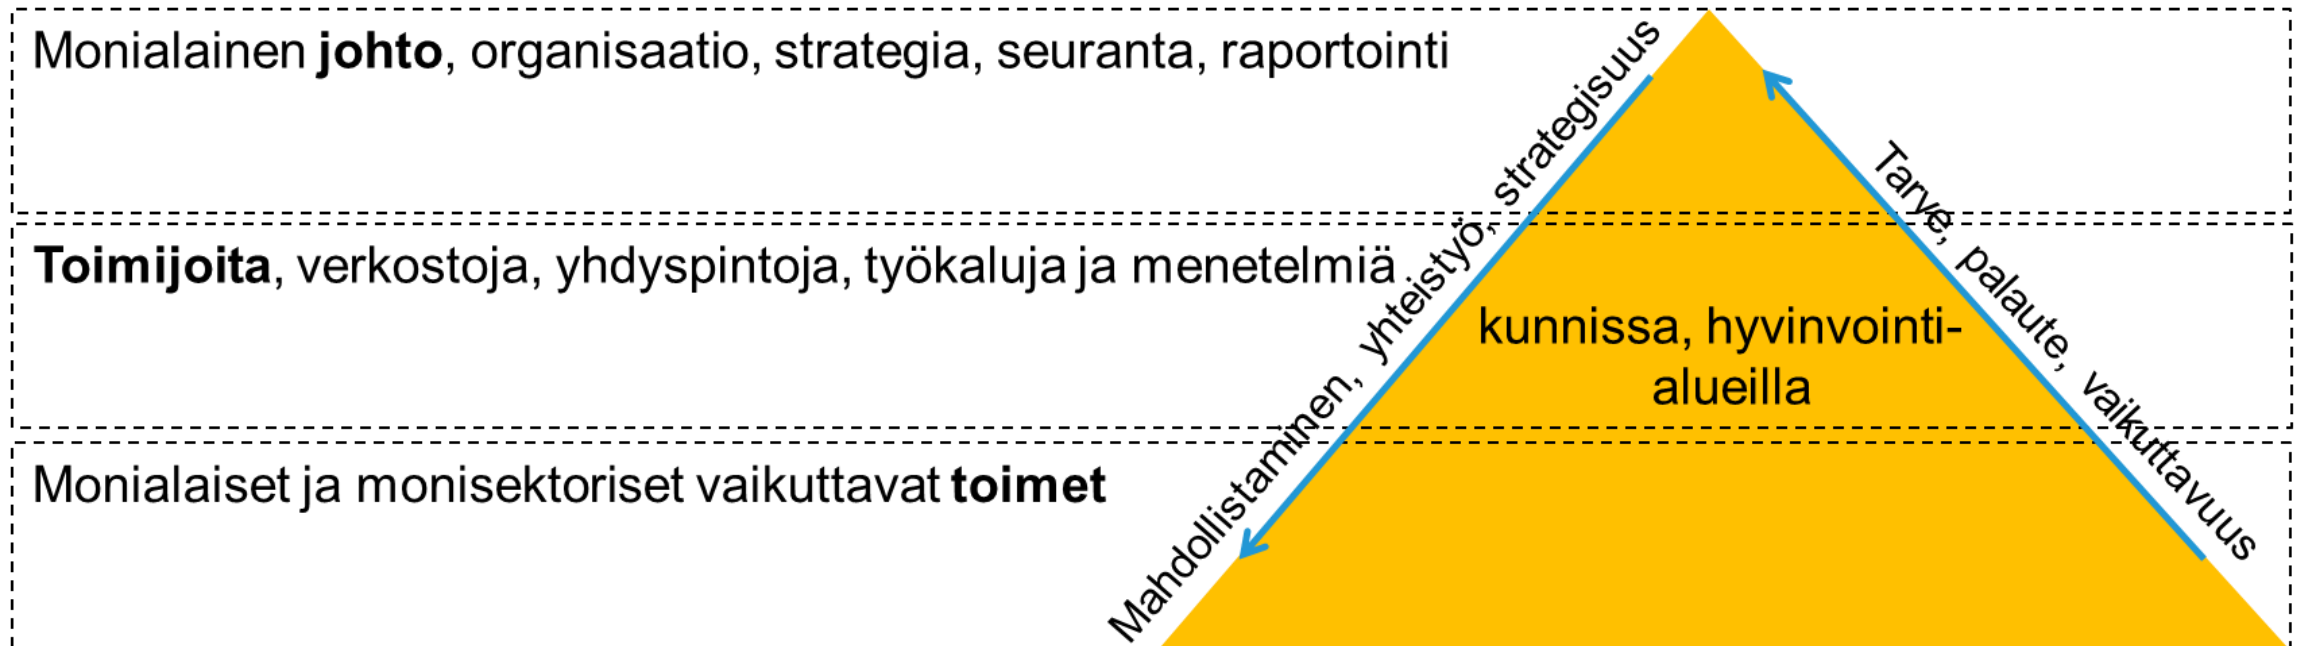 Monialainen johto, organisaatio, strategia, seuranta, raportointi
Mahdollistaminen, yhteistyö, strategisuus
Tarve, palaute, vaikuttavuus
Toimijoita, verkostoja, yhdyspintoja, työkaluja ja menetelmiä
kunnissa, hyvinvointi-
alueilla
Monialaiset ja monisektoriset vaikuttavat toimet